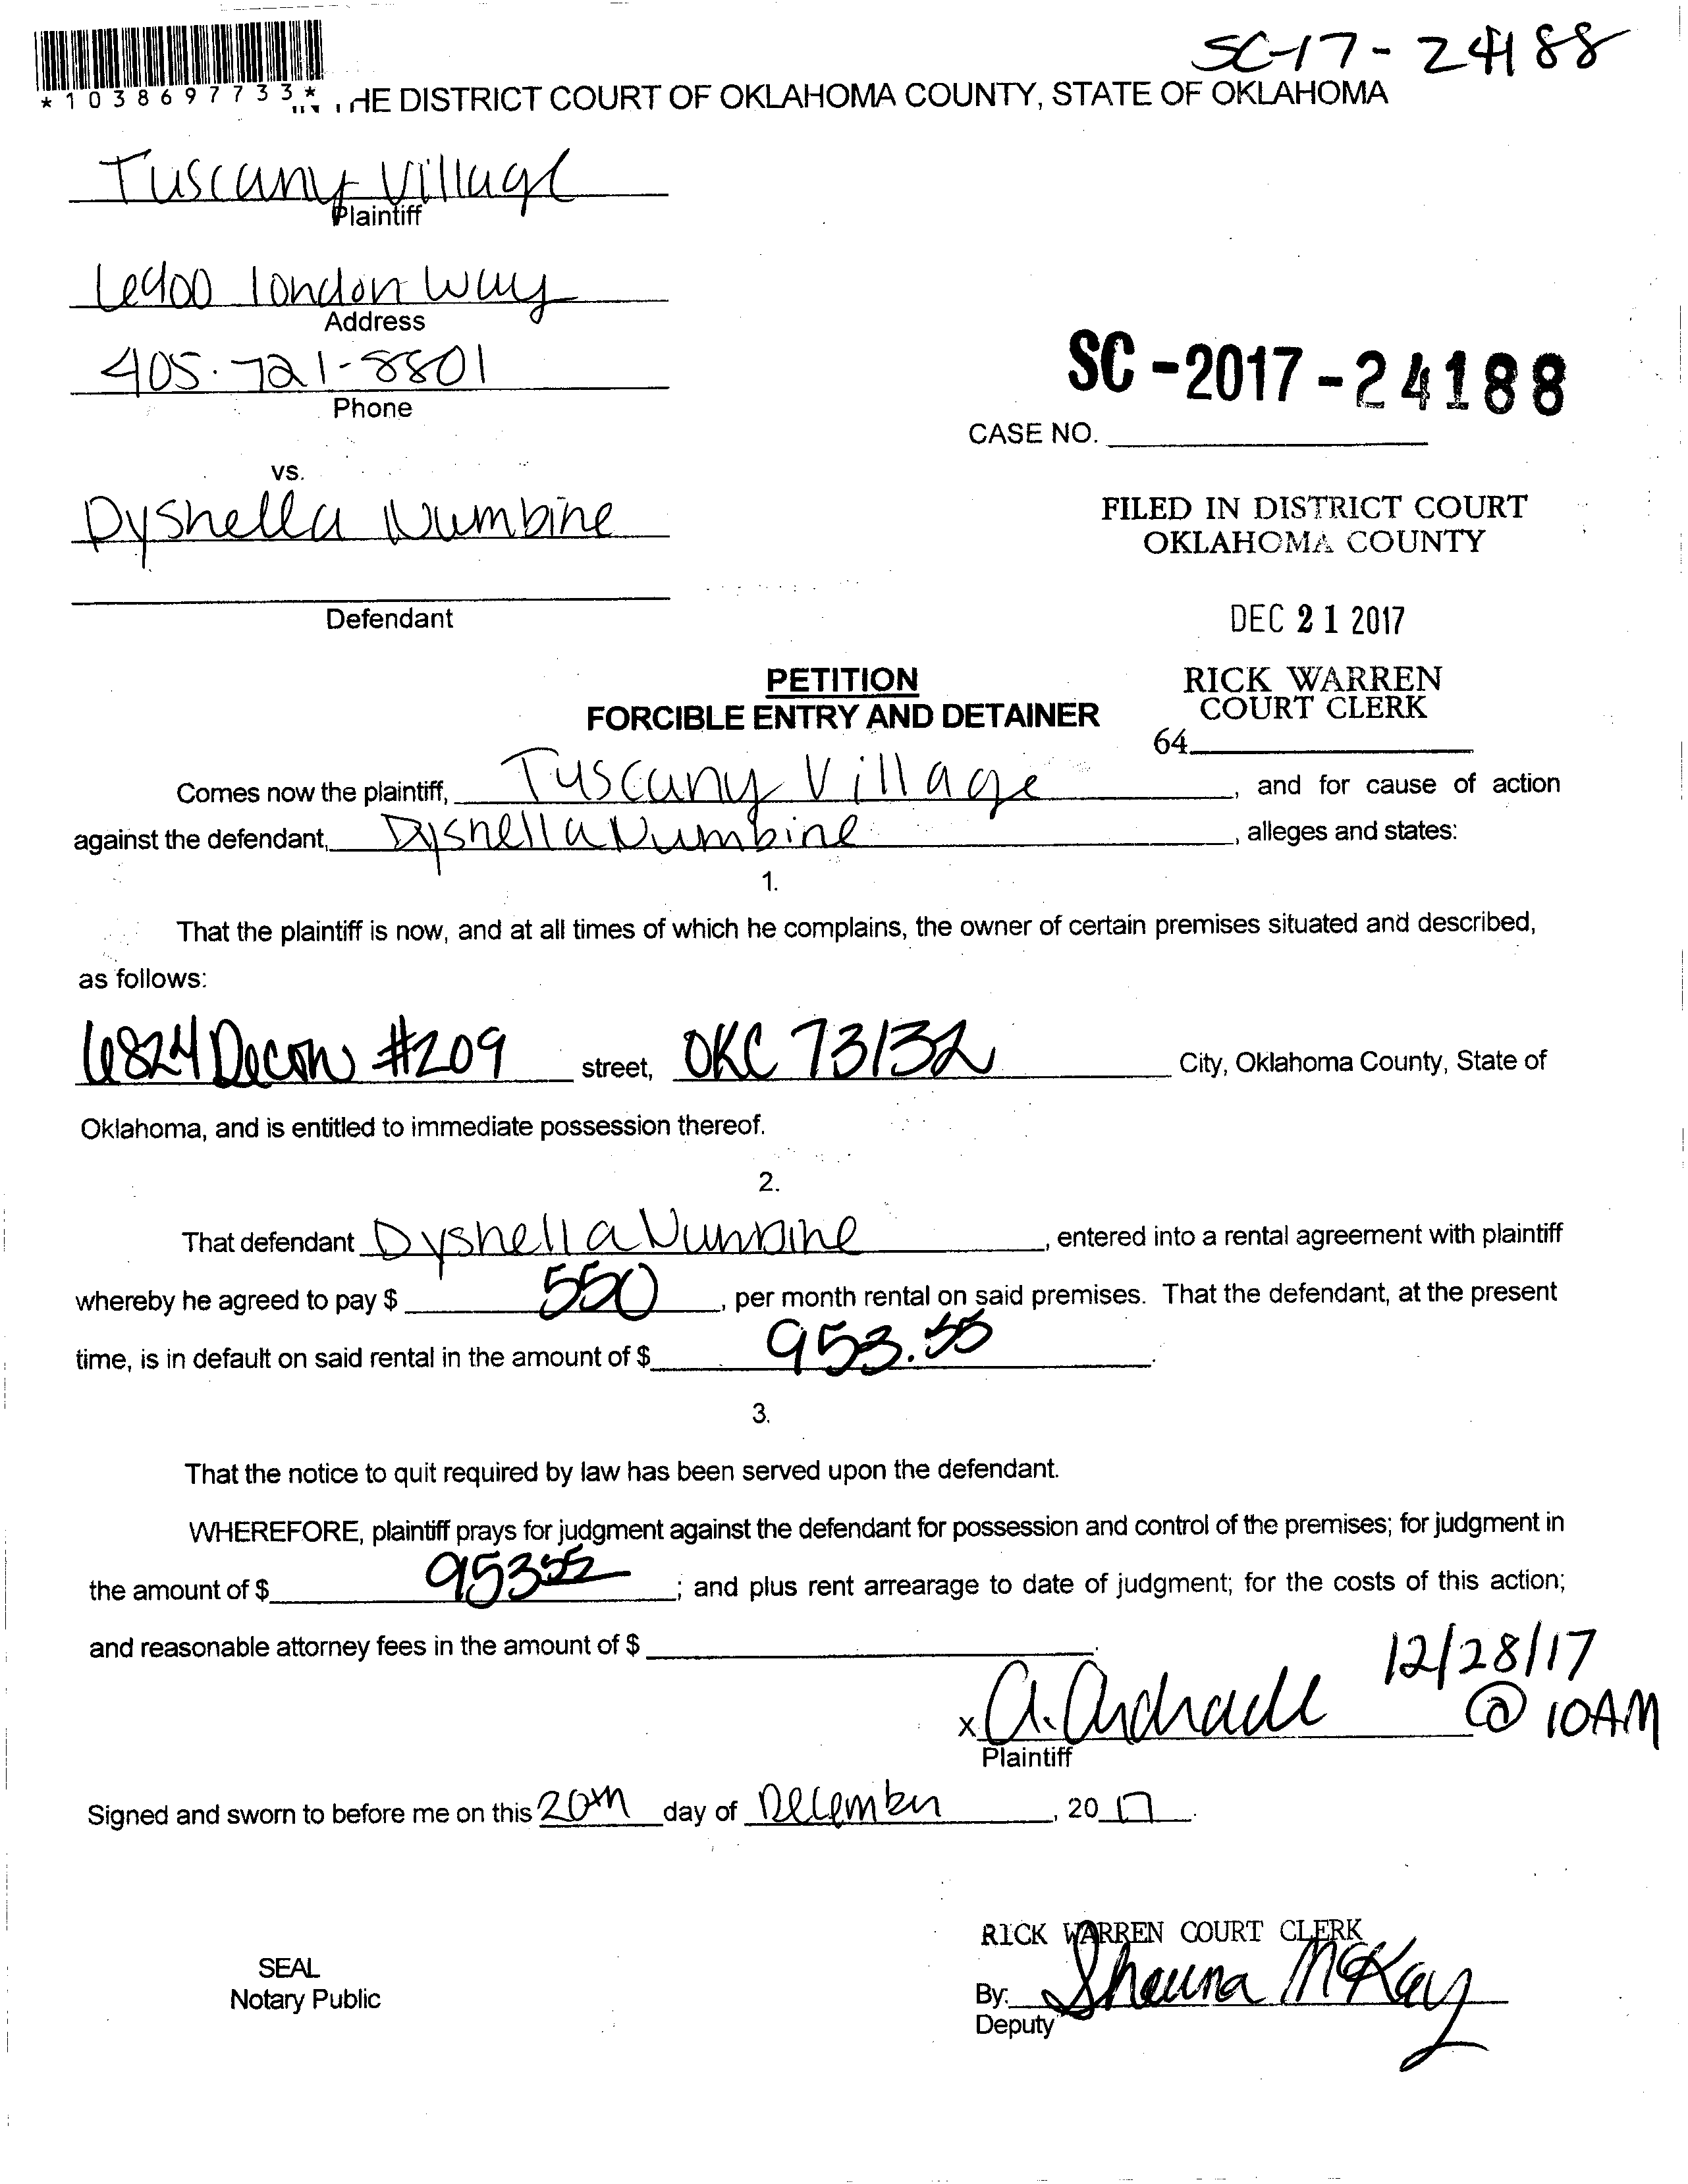 SC-17-24188
*1038697733*
THE DISTRICT COURT OF OKLAHOMA COUNTY, STATE OF OKLAHOMA
Tuscany Village
Plaintiff
6400 london Way
Address
405.721-8801
Phone
SC-2017-24188
CASE NO.
vs.
Dyshella Numbine
FILED IN DISTRICT COURT
OKLAHOMA COUNTY
Defendant
DEC 21 2017
PETITION
FORCIBLE ENTRY AND DETAINER
RICK WARREN
COURT CLERK
64
Comes now the plaintiff, Tuscany Village, and for cause of action
against the defendant, Dyshella Numbine, alleges and states:
1.
That the plaintiff is now, and at all times of which he complains, the owner of certain premises situated and described,
as follows:
6824 #209 street, OKC 73132 City, Oklahoma County, State of
Oklahoma, and is entitled to immediate possession thereof.
2.
That defendant Dyshella Numbine, entered into a rental agreement with plaintiff
whereby he agreed to pay $ 550, per month rental on said premises. That the defendant, at the present
time, is in default on said rental in the amount of $ 953.55.
3.
That the notice to quit required by law has been served upon the defendant.
WHEREFORE, plaintiff prays for judgment against the defendant for possession and control of the premises; for judgment in
the amount of $ 953 55; and plus rent arrearage to date of judgment; for the costs of this action;
and reasonable attorney fees in the amount of $ .
12/28/17
@ 10AM
x A. Andrade
Plaintiff
Signed and sworn to before me on this 20th day of December, 20 17.
RICK WARREN COURT CLERK
SEAL
Notary Public
By: Shauna McKay
Deputy